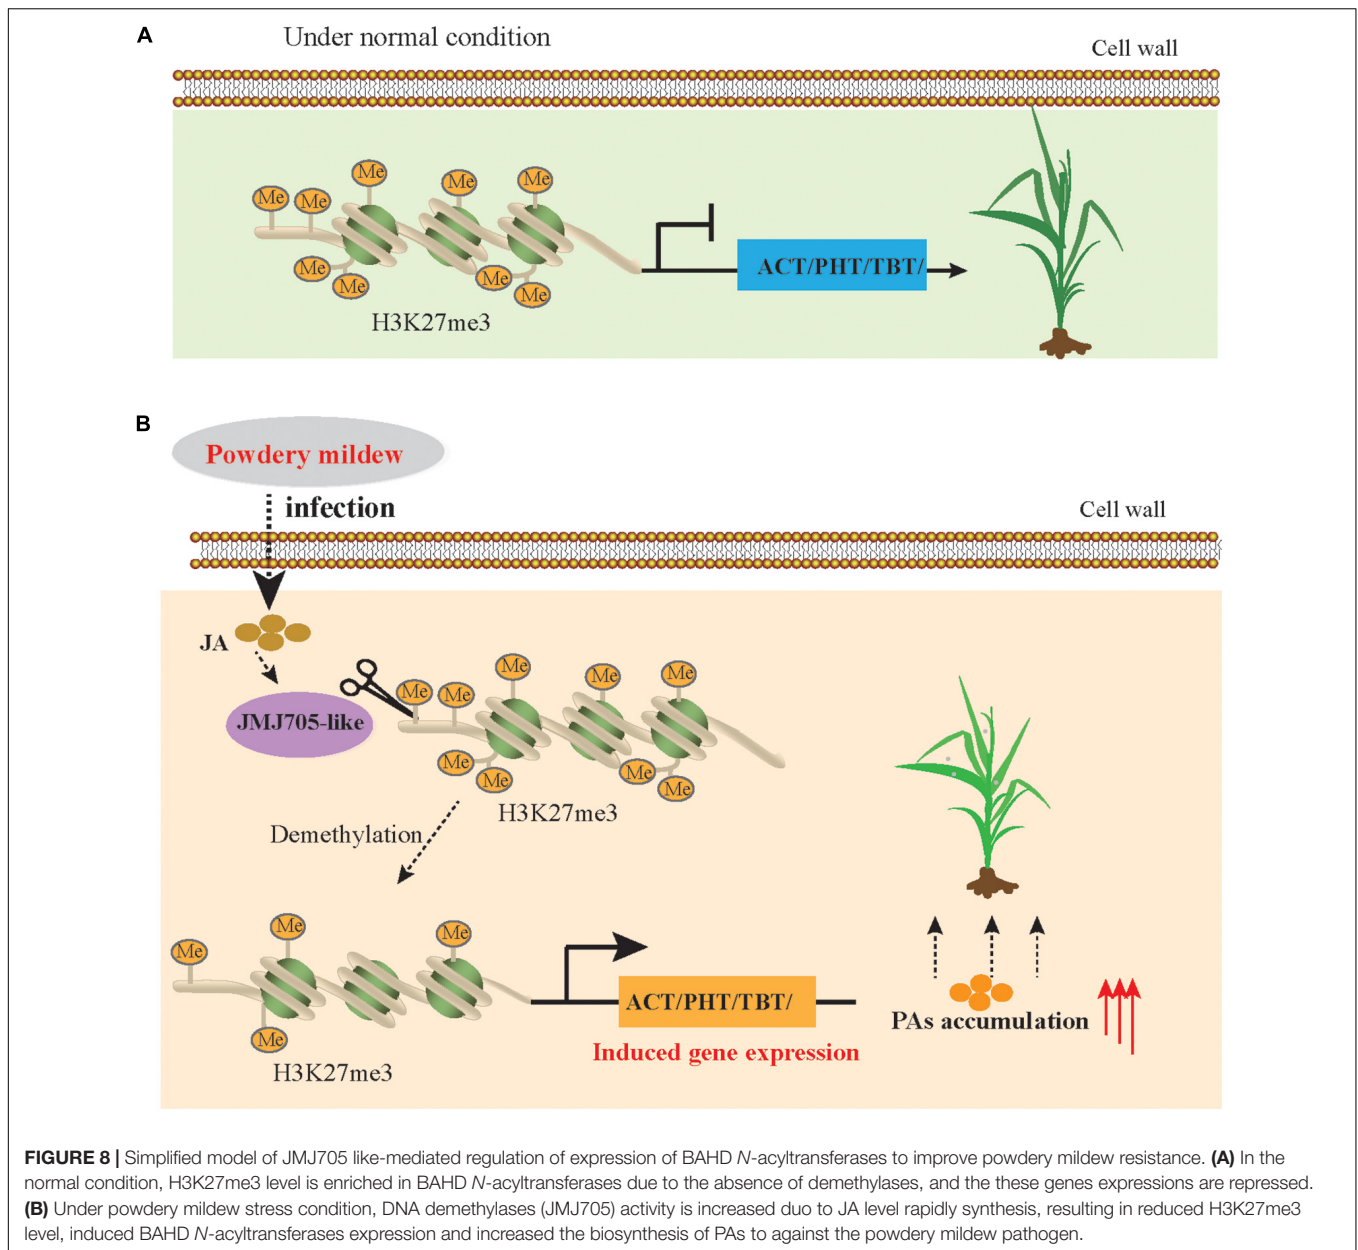 A
Under normal condition
Cell wall
Me Me Me Me Me
Me Me Me Me
H3K27me3
ACT/PHT/TBT/
B
Powdery mildew
infection
Cell wall
JA
JMJ705-like
Me Me Me Me Me
Me Me Me Me
H3K27me3
Demethylation
Me Me Me
Me
H3K27me3
ACT/PHT/TBT/
Induced gene expression
PAs accumulation
FIGURE 8 | Simplified model of JMJ705 like-mediated regulation of expression of BAHD N-acyltransferases to improve powdery mildew resistance. (A) In the
normal condition, H3K27me3 level is enriched in BAHD N-acyltransferases due to the absence of demethylases, and the these genes expressions are repressed.
(B) Under powdery mildew stress condition, DNA demethylases (JMJ705) activity is increased duo to JA level rapidly synthesis, resulting in reduced H3K27me3
level, induced BAHD N-acyltransferases expression and increased the biosynthesis of PAs to against the powdery mildew pathogen.